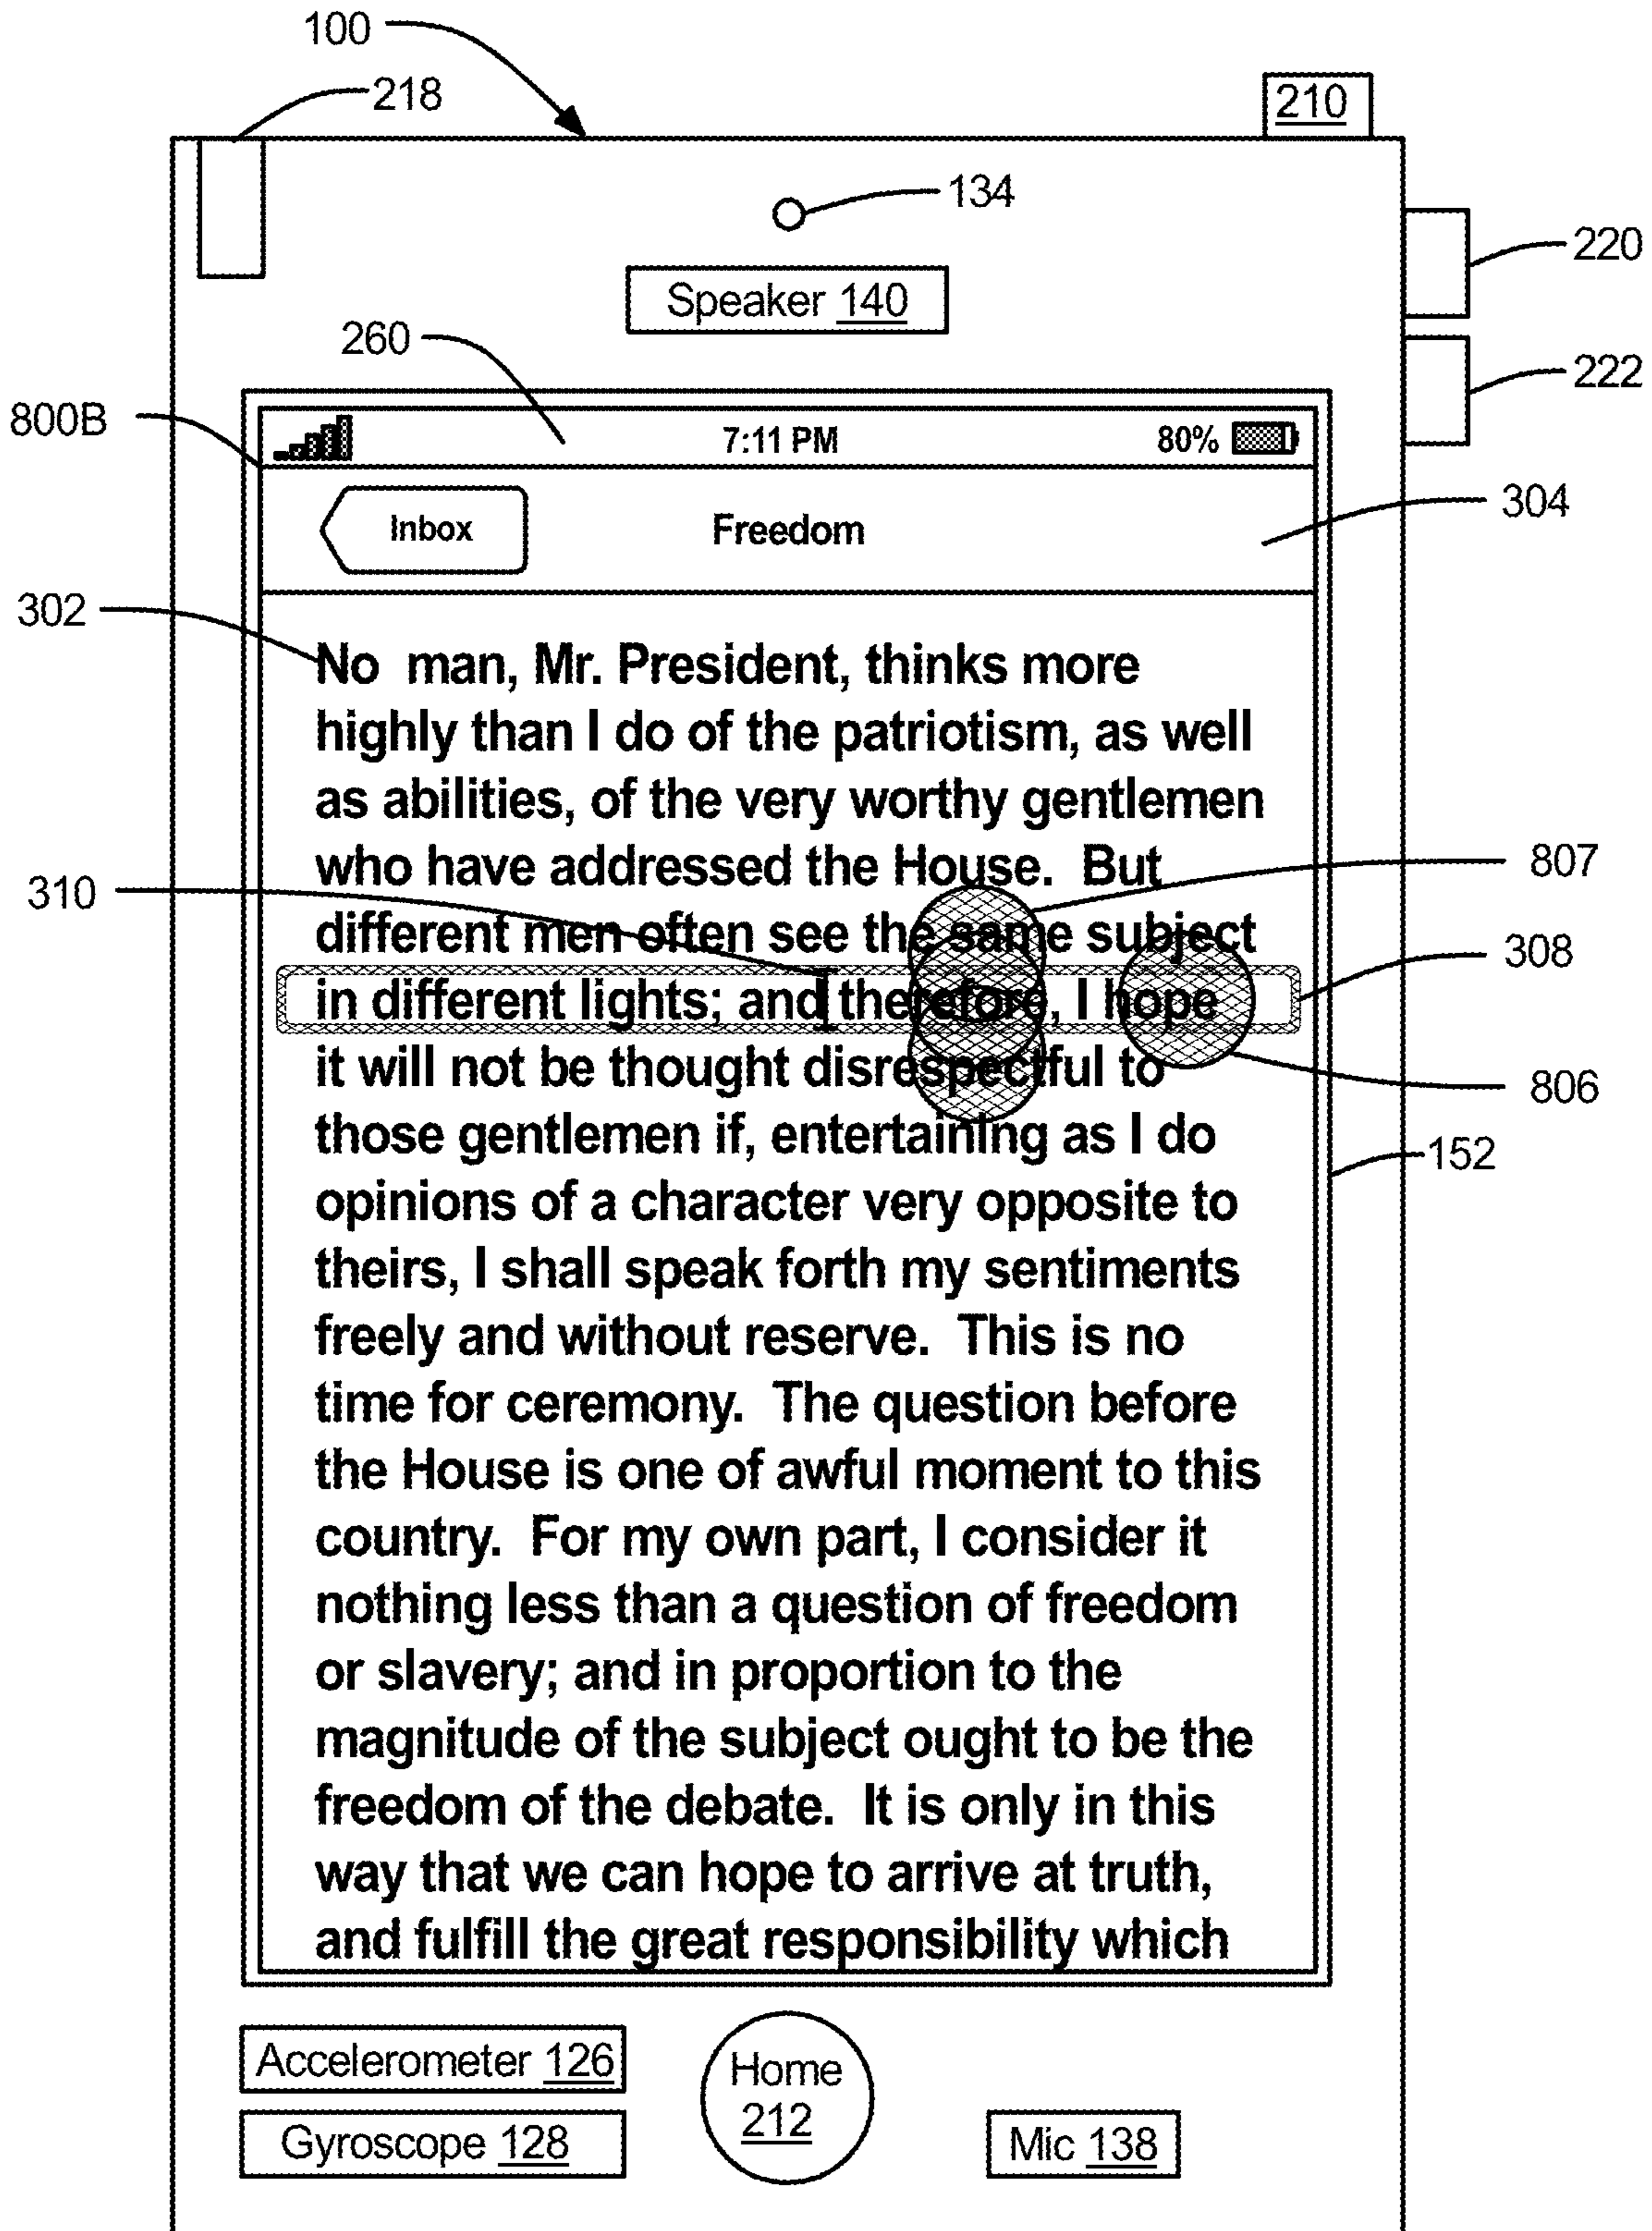 100
218
210
134
220
Speaker 140
260
222
800B
7:11 PM 80%
304
Inbox Freedom
302
No man, Mr. President, thinks more
highly than I do of the patriotism, as well
as abilities, of the very worthy gentlemen
who have addressed the House. But
807
310
different men often see the same subject
308
in different lights; and therefore, I hope
it will not be thought disrespectful to
806
those gentlemen if, entertaining as I do
152
opinions of a character very opposite to
theirs, I shall speak forth my sentiments
freely and without reserve. This is no
time for ceremony. The question before
the House is one of awful moment to this
country. For my own part, I consider it
nothing less than a question of freedom
or slavery; and in proportion to the
magnitude of the subject ought to be the
freedom of the debate. It is only in this
way that we can hope to arrive at truth,
and fulfill the great responsibility which
Accelerometer 126
Home
212
Gyroscope 128
Mic 138